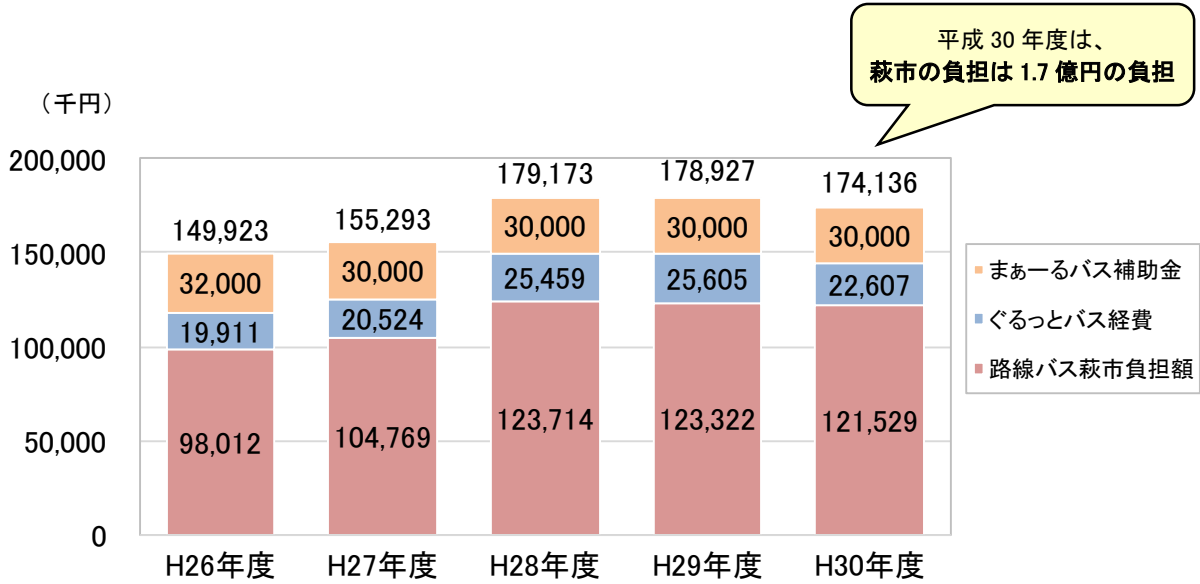 平成 30 年度は、
萩市の負担は 1.7 億円の負担
（千円）
200,000
150,000
100,000
50,000
0
149,923
32,000
19,911
98,012
155,293
30,000
20,524
104,769
179,173
30,000
25,459
123,714
178,927
30,000
25,605
123,322
174,136
30,000
22,607
121,529
H26年度
H27年度
H28年度
H29年度
H30年度
まぁーるバス補助金
ぐるっとバス経費
路線バス萩市負担額